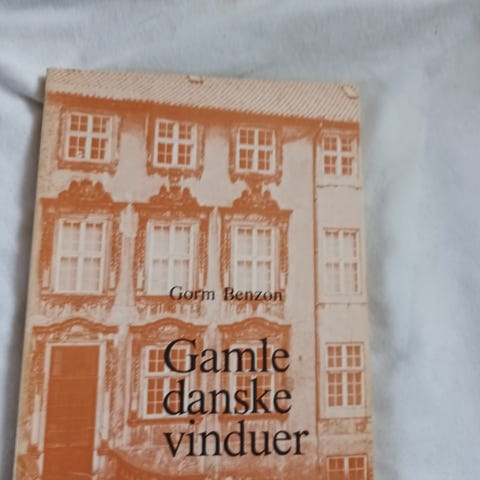 Gorm Benzon
Gamle
danske
vinduer